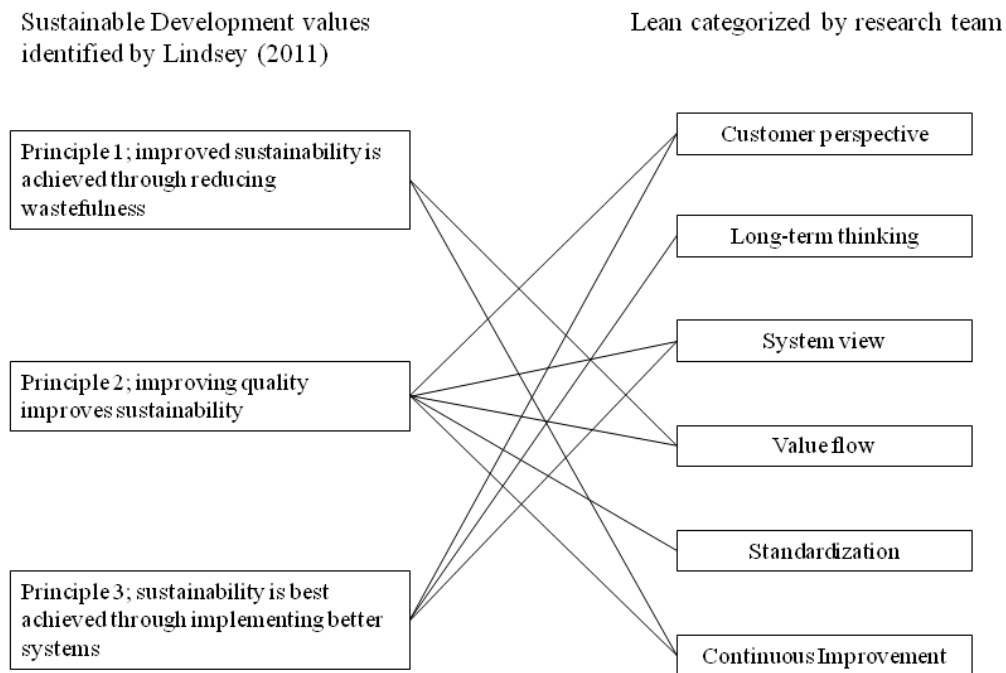 Sustainable Development values
identified by Lindsey (2011)
Lean categorized by research team
Principle 1; improved sustainability is
achieved through reducing
wastefulness
Principle 2; improving quality
improves sustainability
Principle 3; sustainability is best
achieved through implementing better
systems
Customer perspective
Long-term thinking
System view
Value flow
Standardization
Continuous Improvement